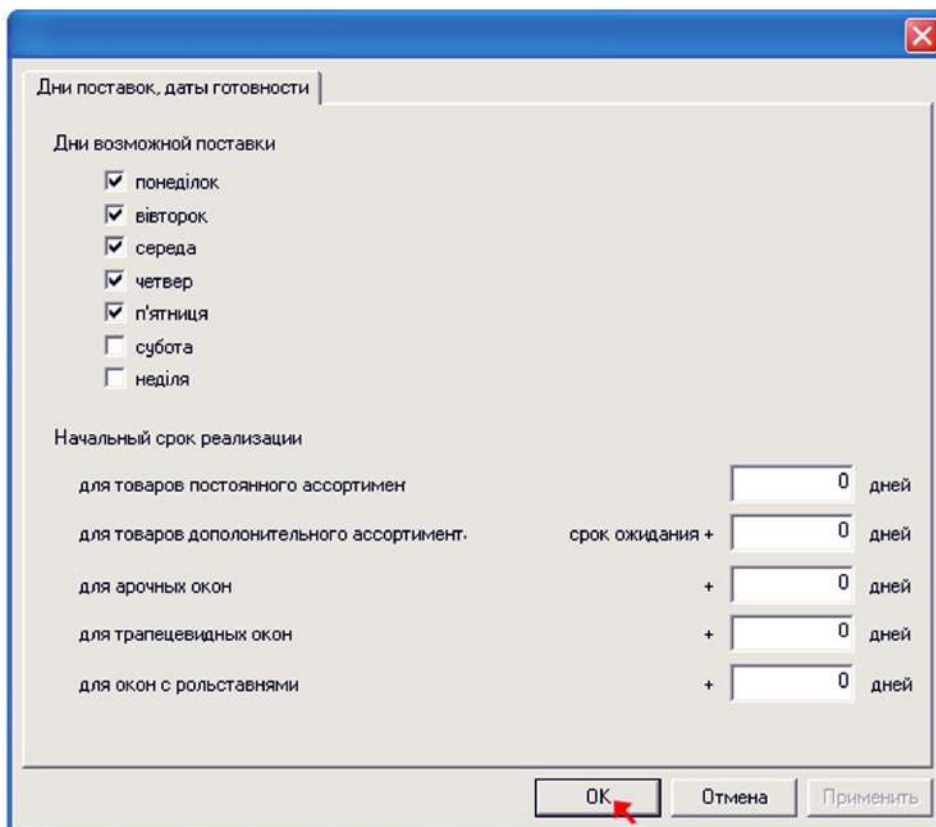 Дни поставок, даты готовности
Дни возможной поставки
понеділок
вівторок
середа
четвер
п'ятниця
субота
неділя
Начальный срок реализации
для товаров постоянного ассортимен 0 дней
для товаров дополонительного ассортимент. срок ожидания + 0 дней
для арочных окон + 0 дней
для трапецевидных окон + 0 дней
для окон с рольставнями + 0 дней
OK Отмена Применить